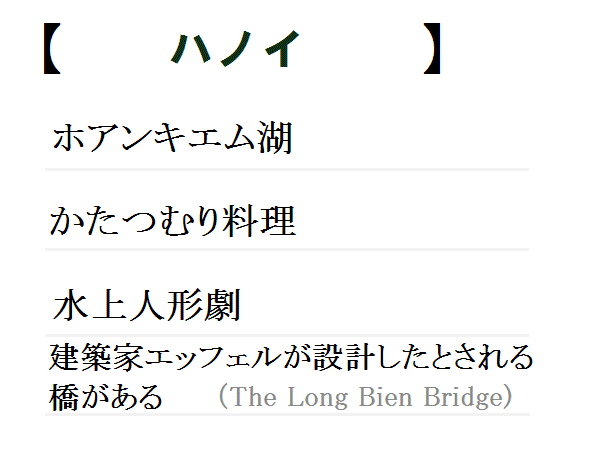 【　ハノイ　】
ホアンキエム湖
かたつむり料理
水上人形劇
建築家エッフェルが設計したとされる
橋がある　(The Long Bien Bridge)